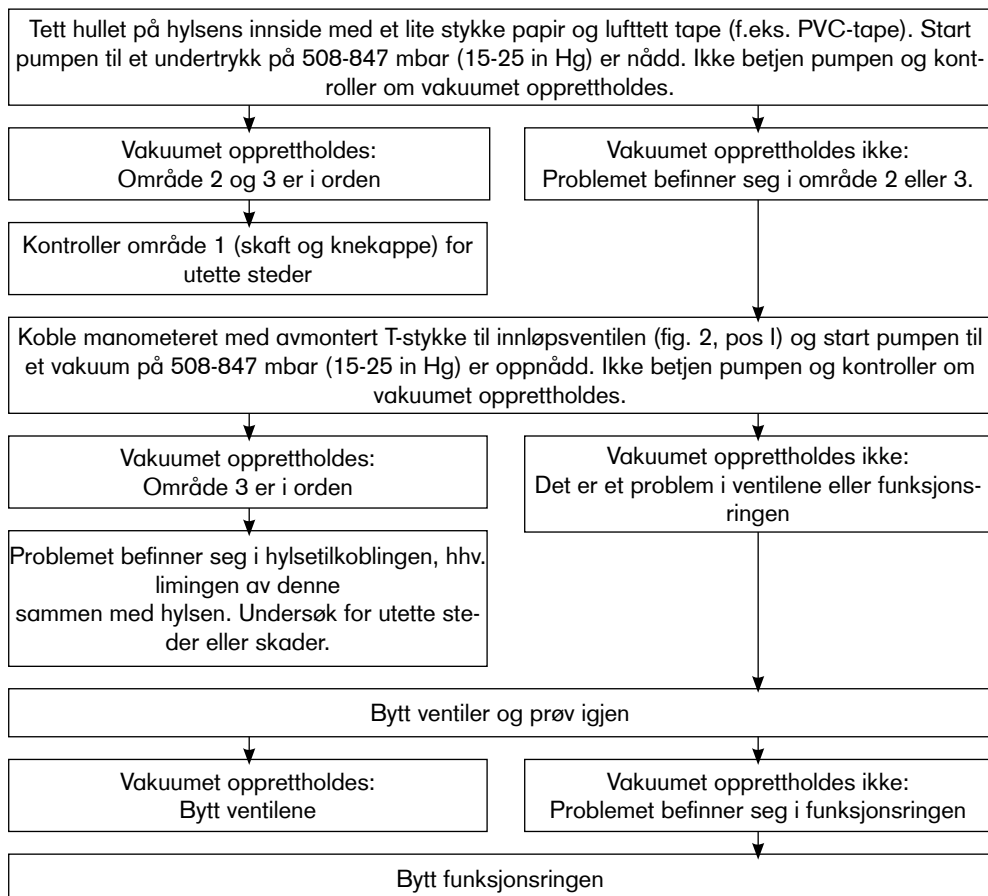 Tett hullet på hylsens innside med et lite stykke papir og lufttett tape (f.eks. PVC-tape). Start
pumpen til et undertrykk på 508-847 mbar (15-25 in Hg) er nådd. Ikke betjen pumpen og kont-
roller om vakuumet opprettholdes.
Vakuumet opprettholdes:
Område 2 og 3 er i orden
Vakuumet opprettholdes ikke:
Problemet befinner seg i område 2 eller 3.
Kontroller område 1 (skaft og knekappe) for
utette steder
Koble manometeret med avmontert T-stykke til innløpsventilen (fig. 2, pos I) og start pumpen til
et vakuum på 508-847 mbar (15-25 in Hg) er oppnådd. Ikke betjen pumpen og kontroller om
vakuumet opprettholdes.
Vakuumet opprettholdes:
Område 3 er i orden
Vakuumet opprettholdes ikke:
Det er et problem i ventilene eller funksjons-
ringen
Problemet befinner seg i hylsetilkoblingen, hhv.
limingen av denne
sammen med hylsen. Undersøk for utette ste-
der eller skader.
Bytt ventiler og prøv igjen
Vakuumet opprettholdes:
Bytt ventilene
Vakuumet opprettholdes ikke:
Problemet befinner seg i funksjonsringen
Bytt funksjonsringen